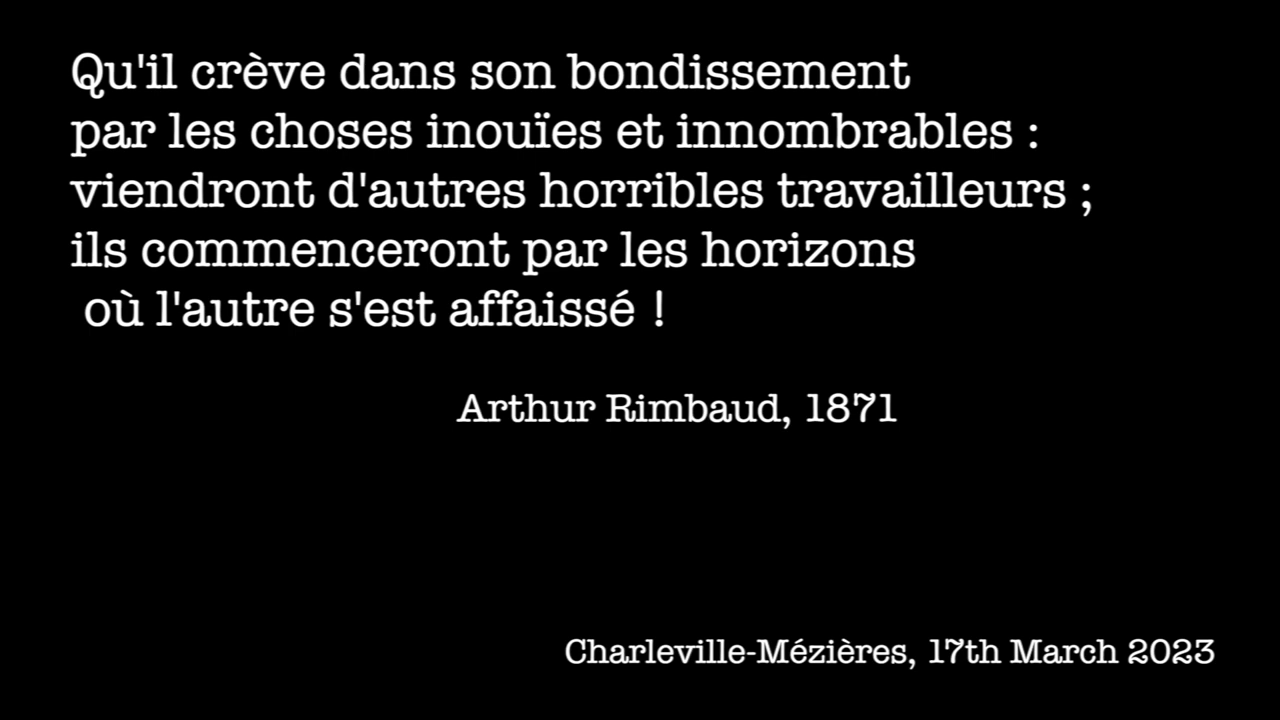 Qu'il crève dans son bondissement
par les choses inouïes et innombrables :
viendront d'autres horribles travailleurs ;
ils commenceront par les horizons
où l'autre s'est affaissé !
Arthur Rimbaud, 1871
Charleville-Mézières, 17th March 2023